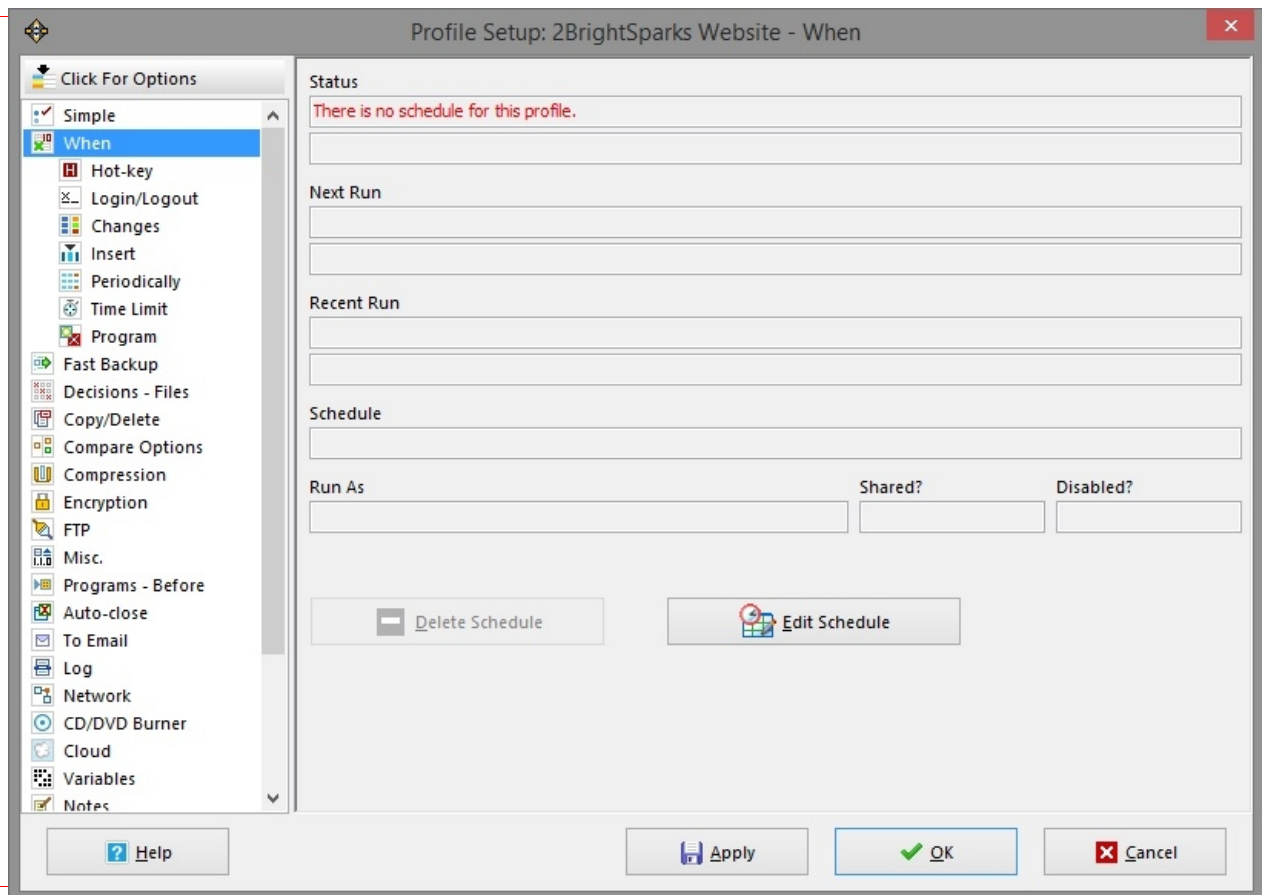 Profile Setup: 2BrightSparks Website - When
Click For Options
Simple
When
Hot-key
Login/Logout
Changes
Insert
Periodically
Time Limit
Program
Fast Backup
Decisions - Files
Copy/Delete
Compare Options
Compression
Encryption
FTP
Misc.
Programs - Before
Auto-close
To Email
Log
Network
CD/DVD Burner
Cloud
Variables
Notes
Status
There is no schedule for this profile.
Next Run
Recent Run
Schedule
Run As Shared? Disabled?
Delete Schedule Edit Schedule
Help Apply OK Cancel